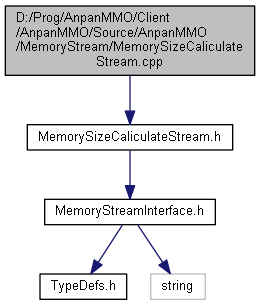 D:/Prog/AnpanMMO/Client
/AnpanMMO/Source/AnpanMMO
/MemoryStream/MemorySizeCaliculate
Stream.cpp
MemorySizeCaliculateStream.h
MemoryStreamInterface.h
TypeDefs.h
string